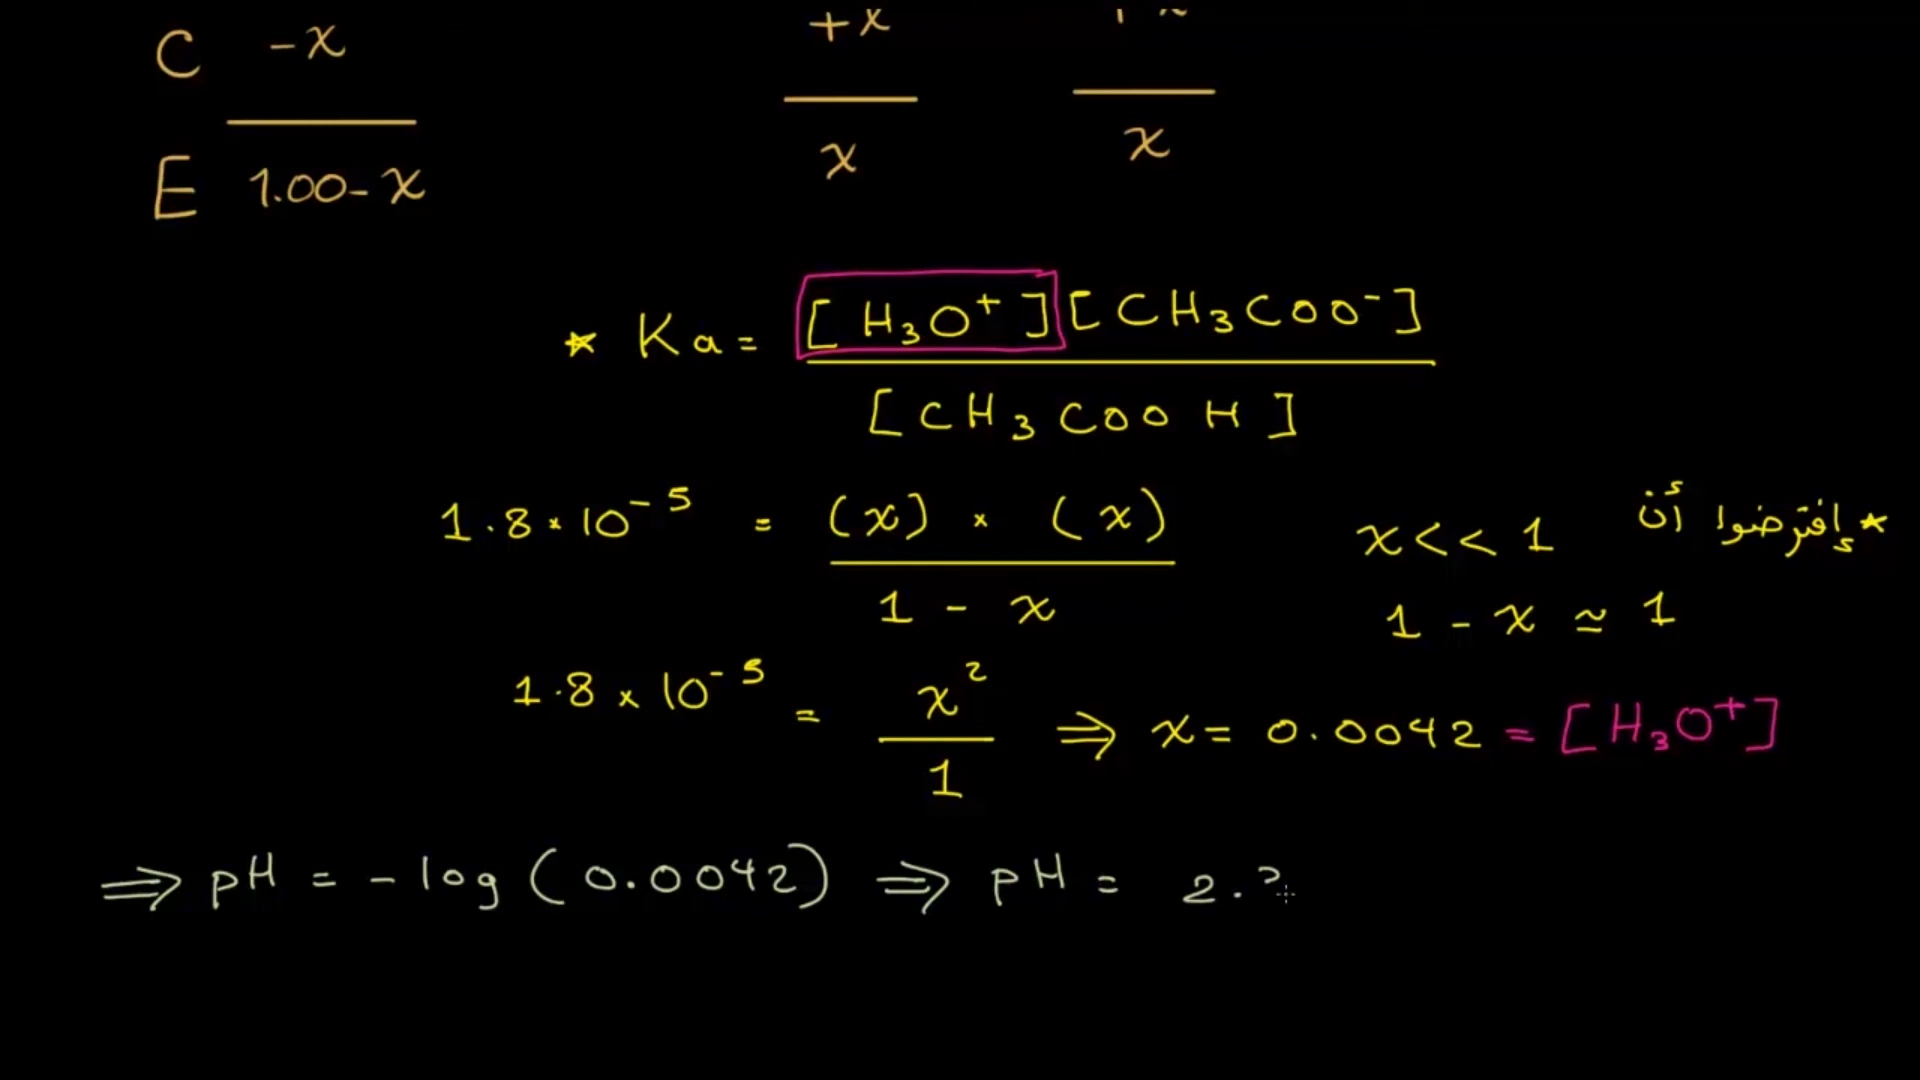 C -x +x
x x
E 1.00-x
* Ka = [H₃O⁺][CH₃COO⁻]
[CH₃COOH]
1.8 × 10⁻⁵ = (x) × (x)
1 - x
x << 1 إفترضوا أن *
1 - x ≃ 1
1.8 × 10⁻⁵ = x²
1
⇒ x = 0.0042 = [H₃O⁺]
⇒ pH = -log(0.0042) ⇒ pH = 2.